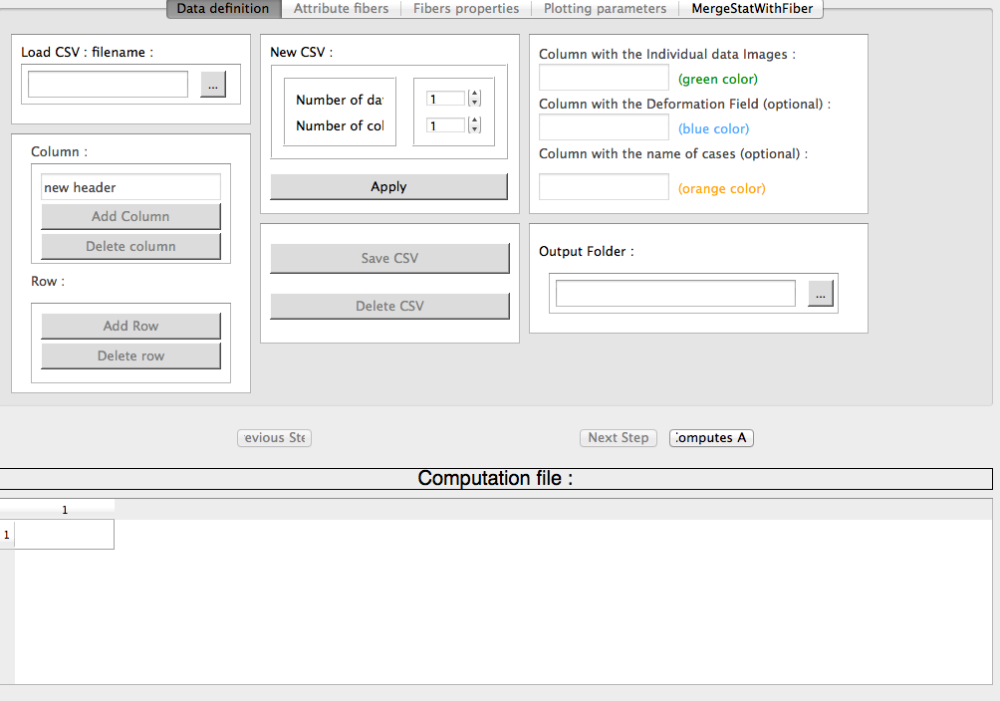 Data definition
Attribute fibers
Fibers properties
Plotting parameters
MergeStatWithFiber
Load CSV : filename :
...
Column :
new header
Add Column
Delete column
Row :
Add Row
Delete row
New CSV :
Number of da
1
Number of col
1
Apply
Save CSV
Delete CSV
Column with the Individual data Images :
(green color)
Column with the Deformation Field (optional) :
(blue color)
Column with the name of cases (optional) :
(orange color)
Output Folder :
...
evious Ste
Next Step
omputes A
Computation file :
1
1